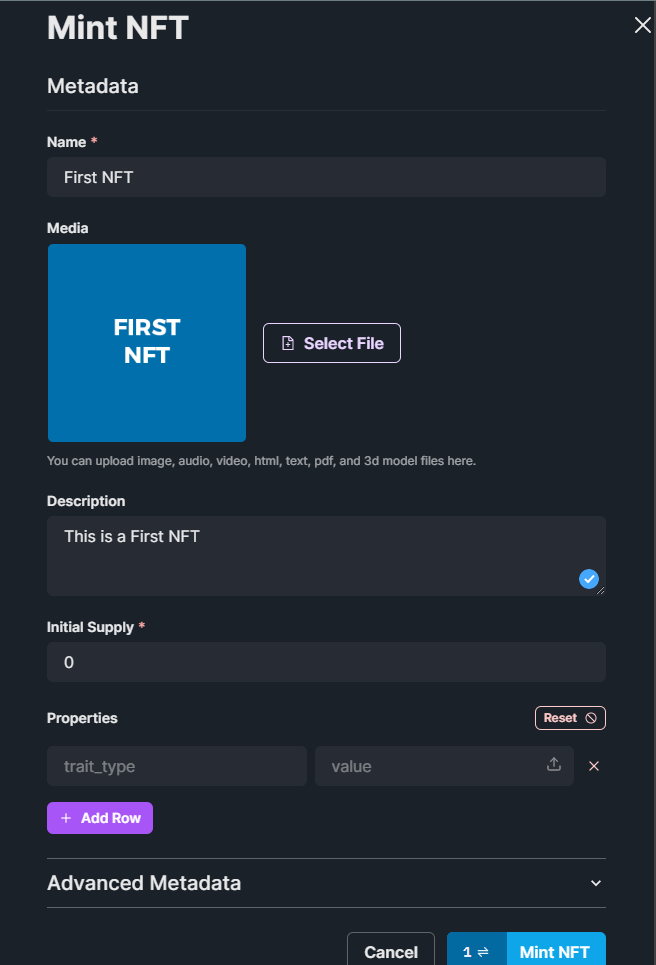 Mint NFT
Metadata
Name *
First NFT
Media
FIRST
NFT
Select File
You can upload image, audio, video, html, text, pdf, and 3d model files here.
Description
This is a First NFT
Initial Supply *
0
Properties
Reset
trait_type
value
+ Add Row
Advanced Metadata
Cancel
1 ⇌
Mint NFT